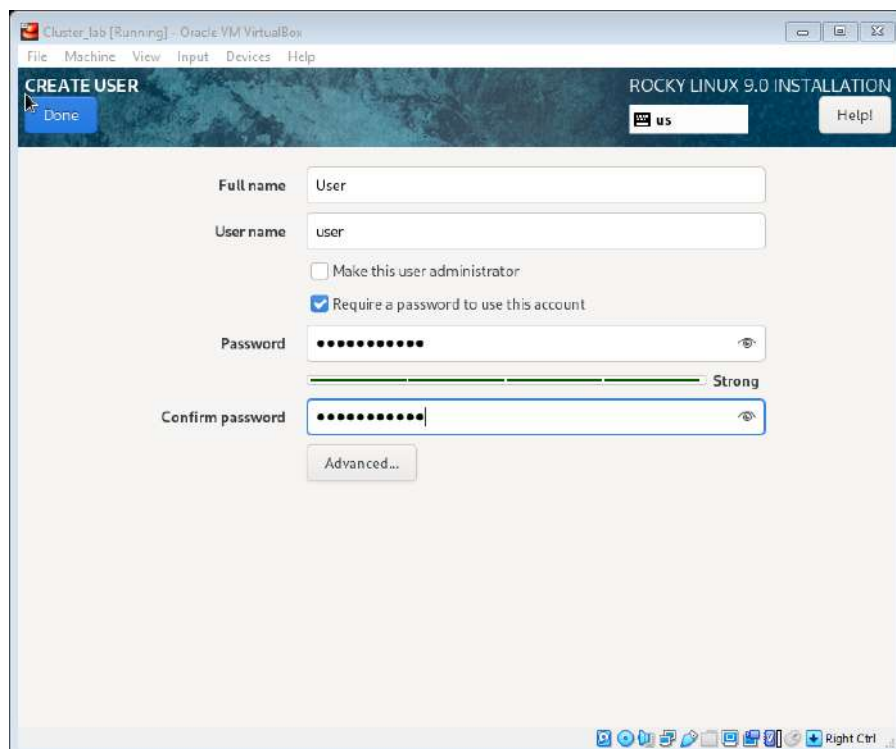 Cluster_lab [Running] - Oracle VM VirtualBox
File Machine View Input Devices Help
CREATE USER
ROCKY LINUX 9.0 INSTALLATION
Done
us
Help!
Full name
User
User name
user
Make this user administrator
Require a password to use this account
Password
•••••••••••
Strong
Confirm password
•••••••••••
Advanced...
Right Ctrl